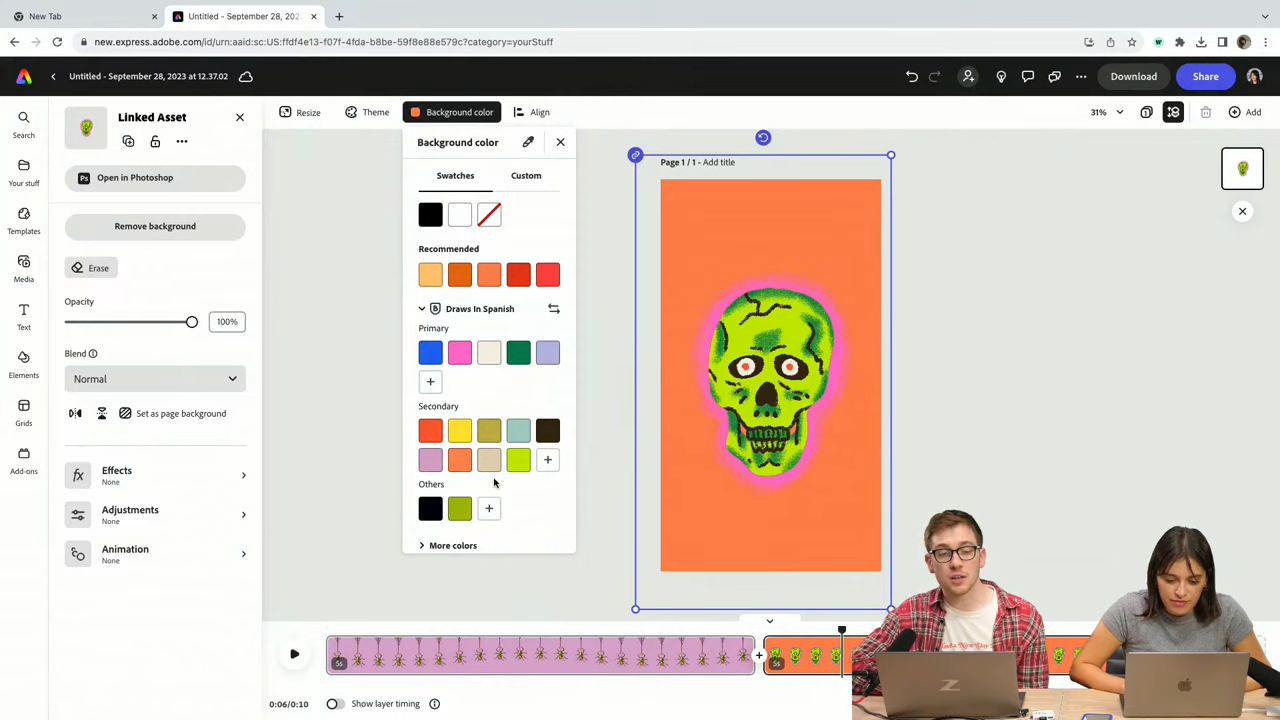 New Tab
Untitled - September 28, 202
new.express.adobe.com/id/urn:aaid:sc:US:ffdf4e13-f07f-4fda-b8be-59f8e88e579c?category=yourStuff
Untitled - September 28, 2023 at 12.37.02
Download
Share
Search
Your stuff
Templates
Media
Text
Elements
Grids
Add-ons
Linked Asset
Ps Open in Photoshop
Remove background
Erase
Opacity
100%
Blend
Normal
Set as page background
fx Effects
None
Adjustments
None
Animation
None
Resize
Theme
Background color
Align
31%
Add
Background color
Swatches
Custom
Recommended
B Draws In Spanish
Primary
Secondary
Others
More colors
Page 1 / 1 - Add title
5s
5s
0:06/0:10
Show layer timing